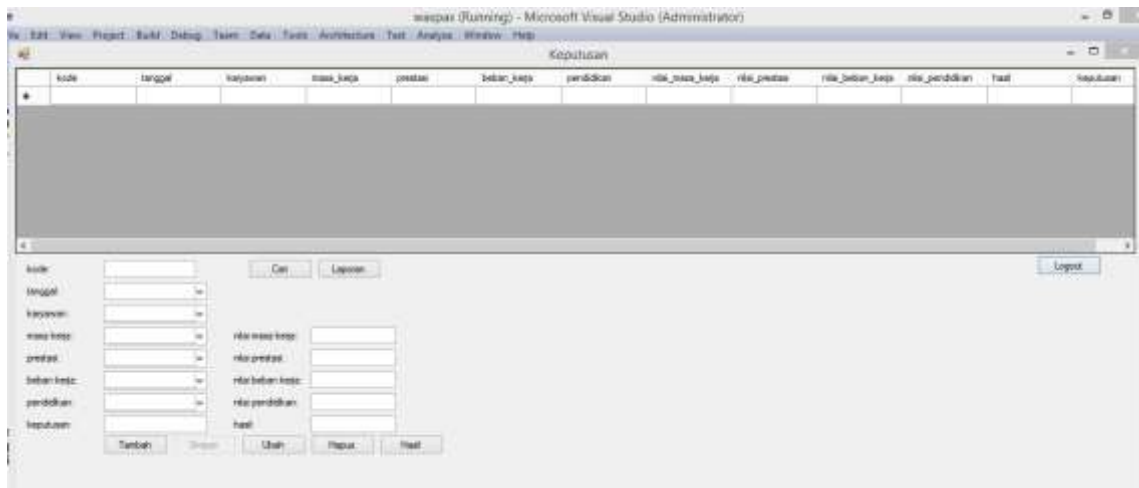 waspas (Running) - Microsoft Visual Studio (Administrator)
Edit View Project Build Debug Team Data Tools Architecture Test Analyze Window Help
Keputusan
kode tanggal karyawan masa_kerja prestasi beban_kerja pendidikan nilai_masa_kerja nilai_prestasi nilai_beban_kerja nilai_pendidikan hasil keputusan
kode: Cari Laporan Logout
tanggal:
karyawan:
masa kerja: nilai masa kerja:
prestasi: nilai prestasi:
beban kerja: nilai beban kerja:
pendidikan: nilai pendidikan:
keputusan: hasil:
Tambah Simpan Ubah Hapus Hasil